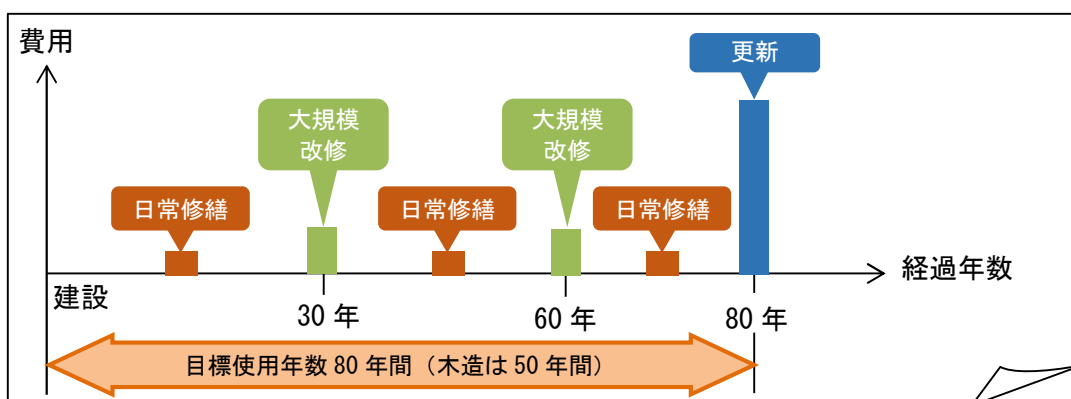 費用
更新
大規模
改修
大規模
改修
日常修繕
日常修繕
日常修繕
経過年数
建設
30 年
60 年
80 年
目標使用年数 80 年間（木造は 50 年間）